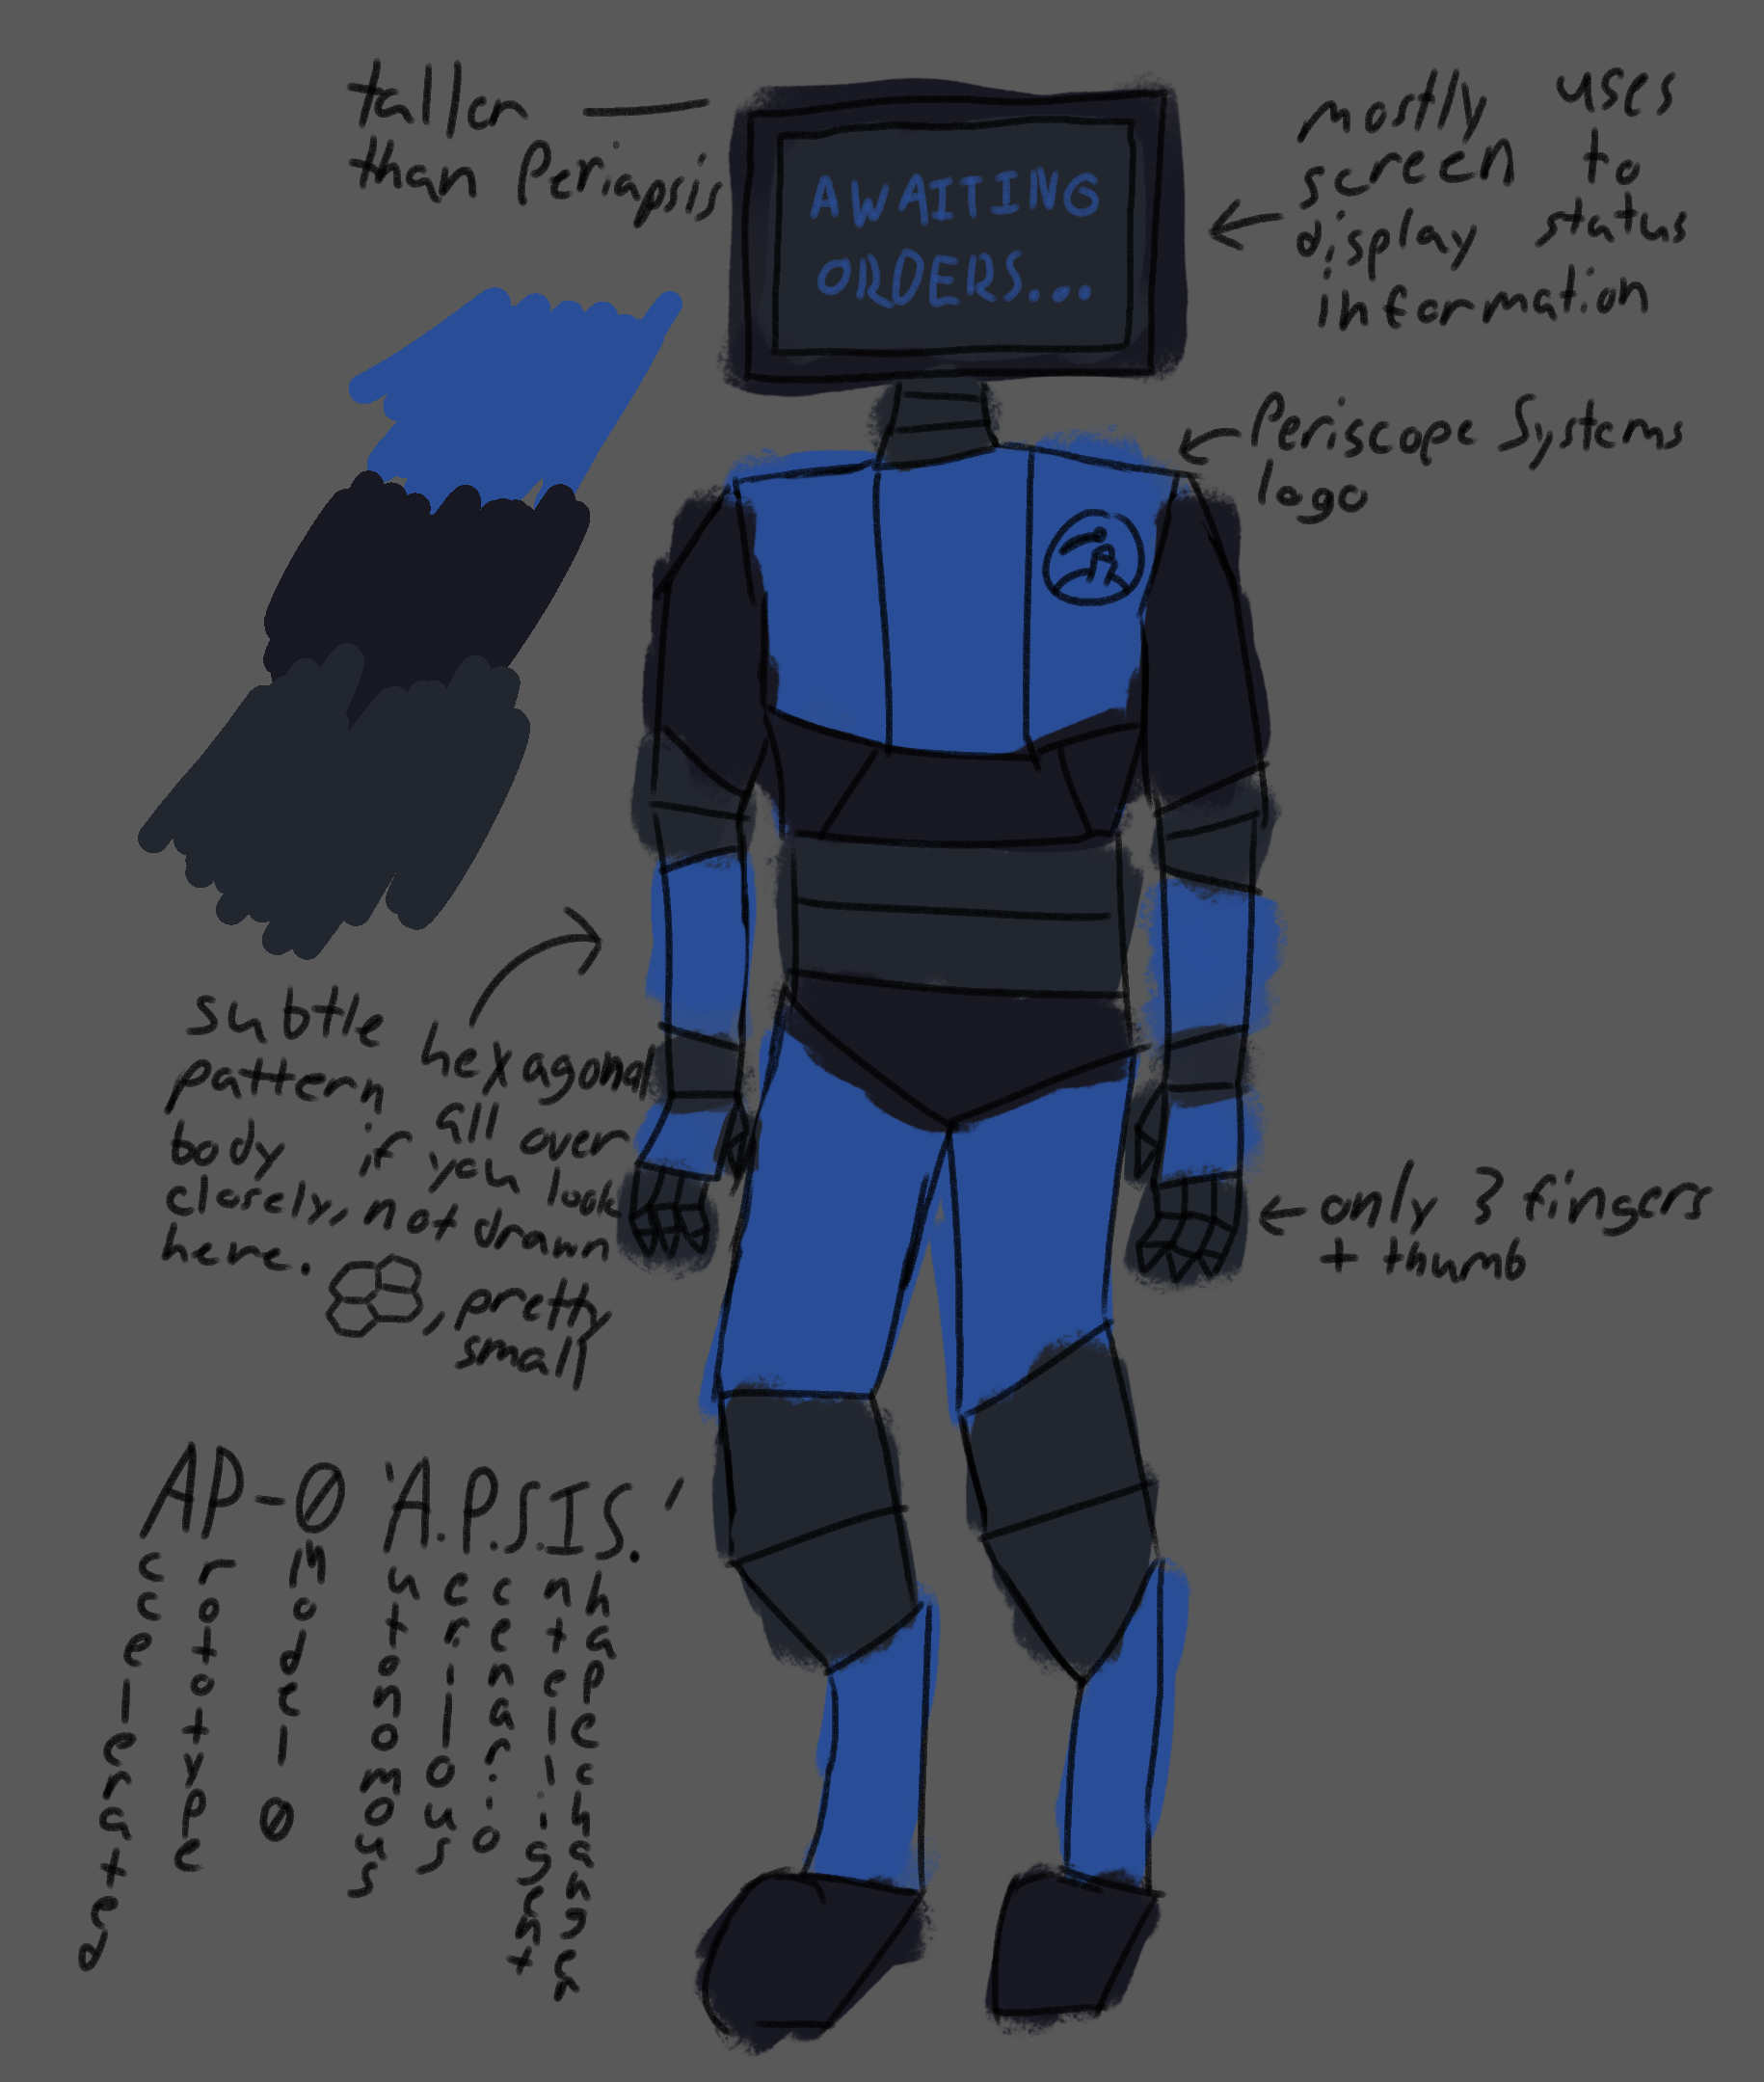 taller
than Periapsis
mostly uses
screen to
display status
information
AWAITING
ORDERS...
Periscope Systems
logo
subtle hexagonal
pattern all over
body if you look
closely, not drawn
here. , pretty
small
only 3 fingers
+ thumb
AP-0 'A.P.S.I.S.'
ccelerated
rototype
model 0
utonomous
erilous
cenario
ntelligent
hapechanger